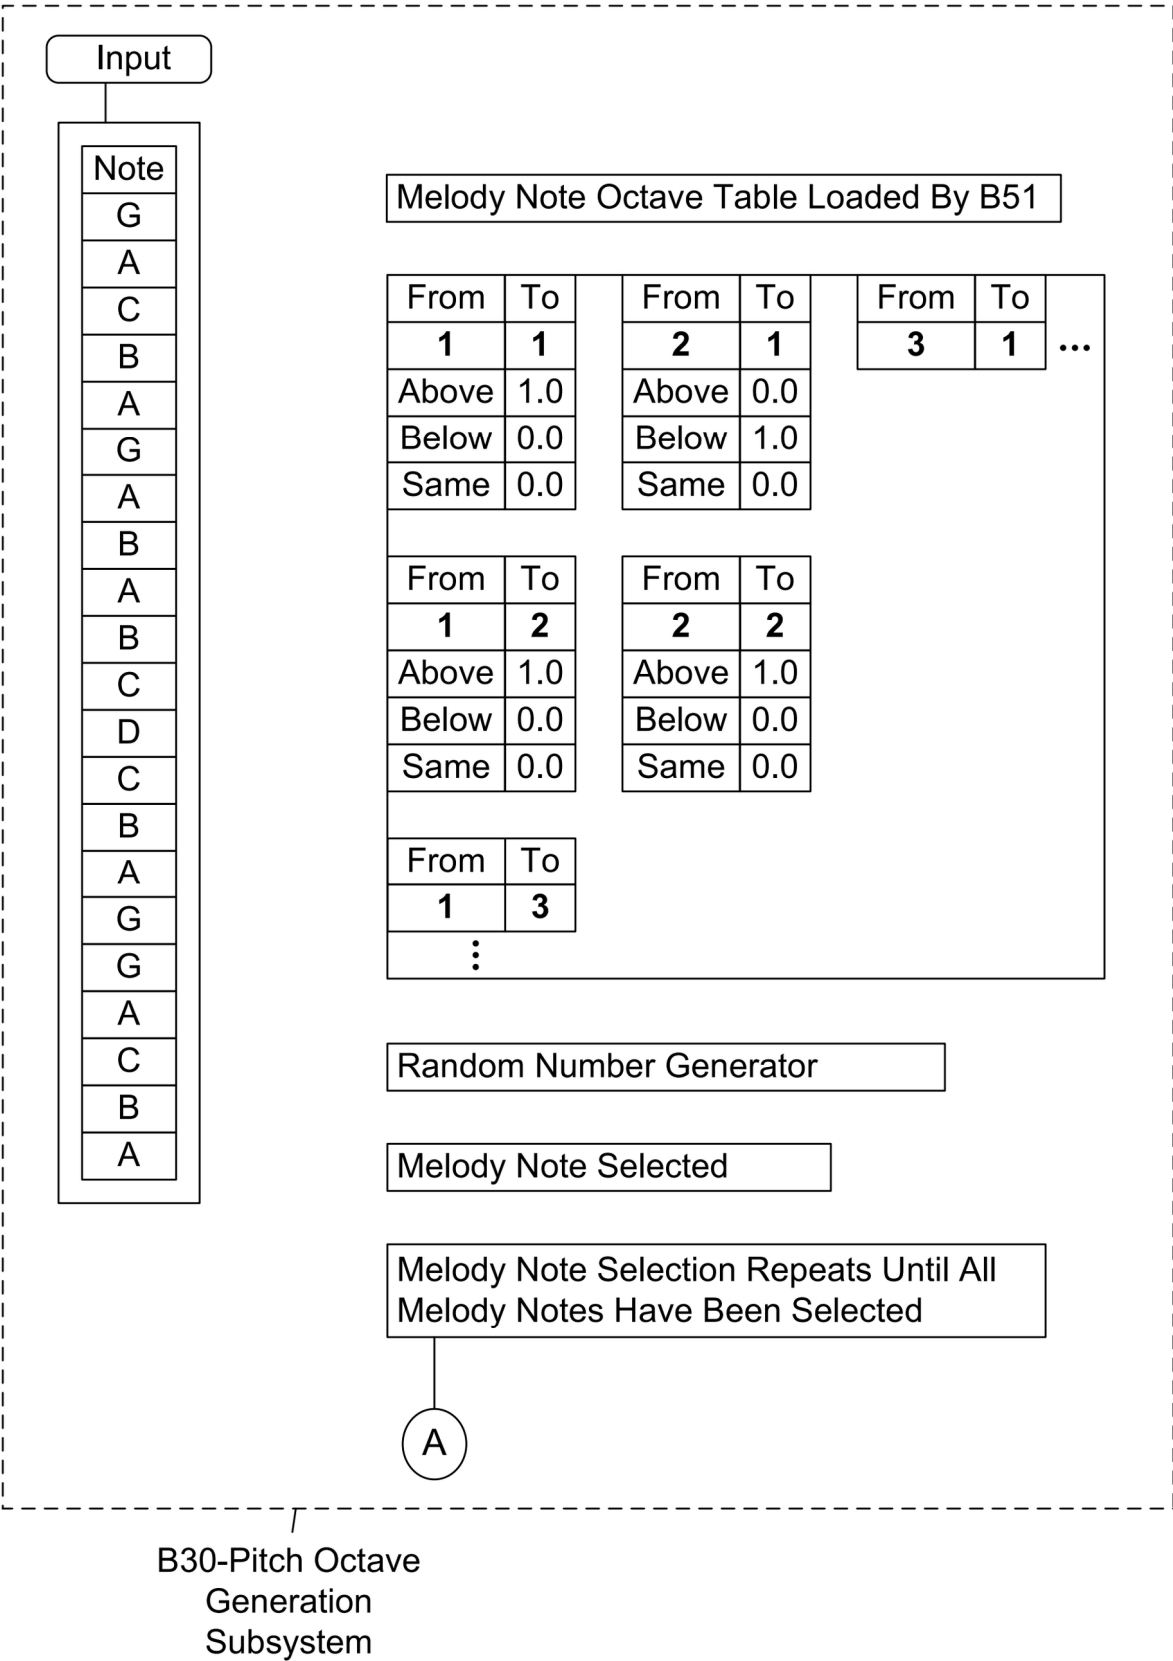 Input
Note
G
A
C
B
A
G
A
B
A
B
C
D
C
B
A
G
G
A
C
B
A
Melody Note Octave Table Loaded By B51
From To From To From To
1 1 2 1 3 1 ...
Above 1.0 Above 0.0
Below 0.0 Below 1.0
Same 0.0 Same 0.0
From To From To
1 2 2 2
Above 1.0 Above 1.0
Below 0.0 Below 0.0
Same 0.0 Same 0.0
From To
1 3
⋮
Random Number Generator
Melody Note Selected
Melody Note Selection Repeats Until All
Melody Notes Have Been Selected
A
B30-Pitch Octave
Generation
Subsystem